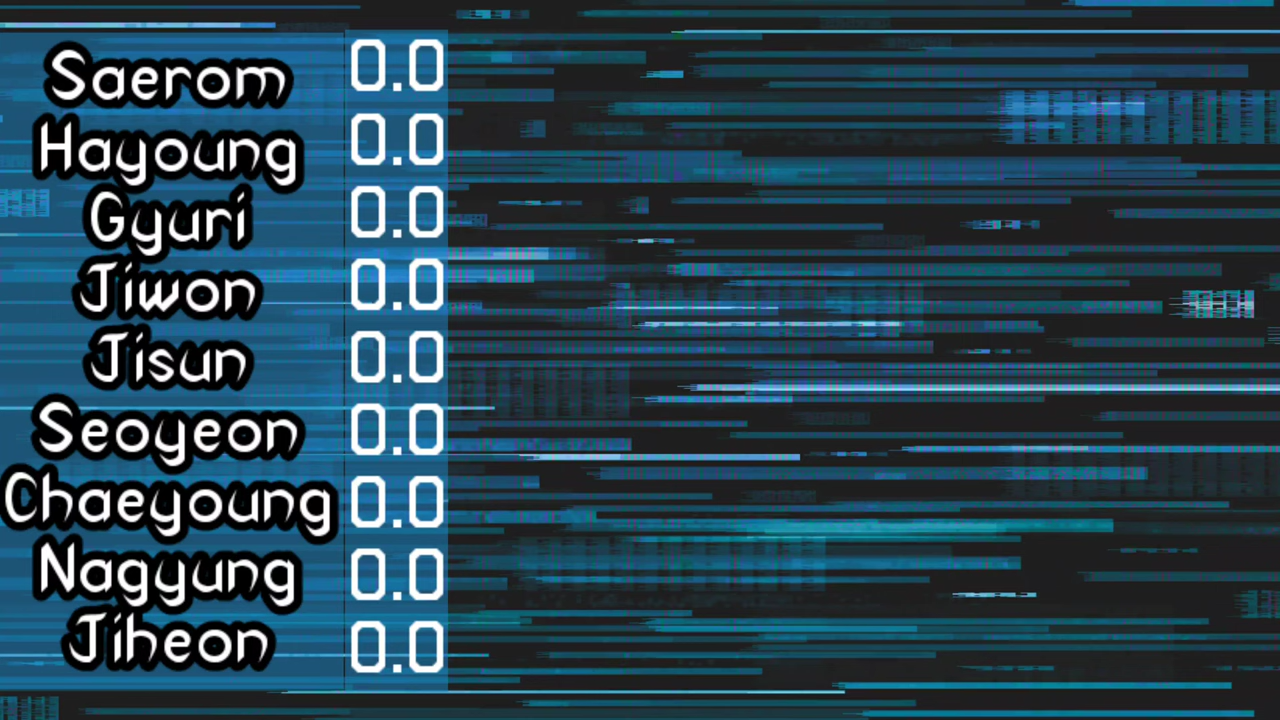 Saerom 0.0
Hayoung 0.0
Gyuri 0.0
Jiwon 0.0
Jisun 0.0
Seoyeon 0.0
Chaeyoung 0.0
Nagyung 0.0
Jiheon 0.0